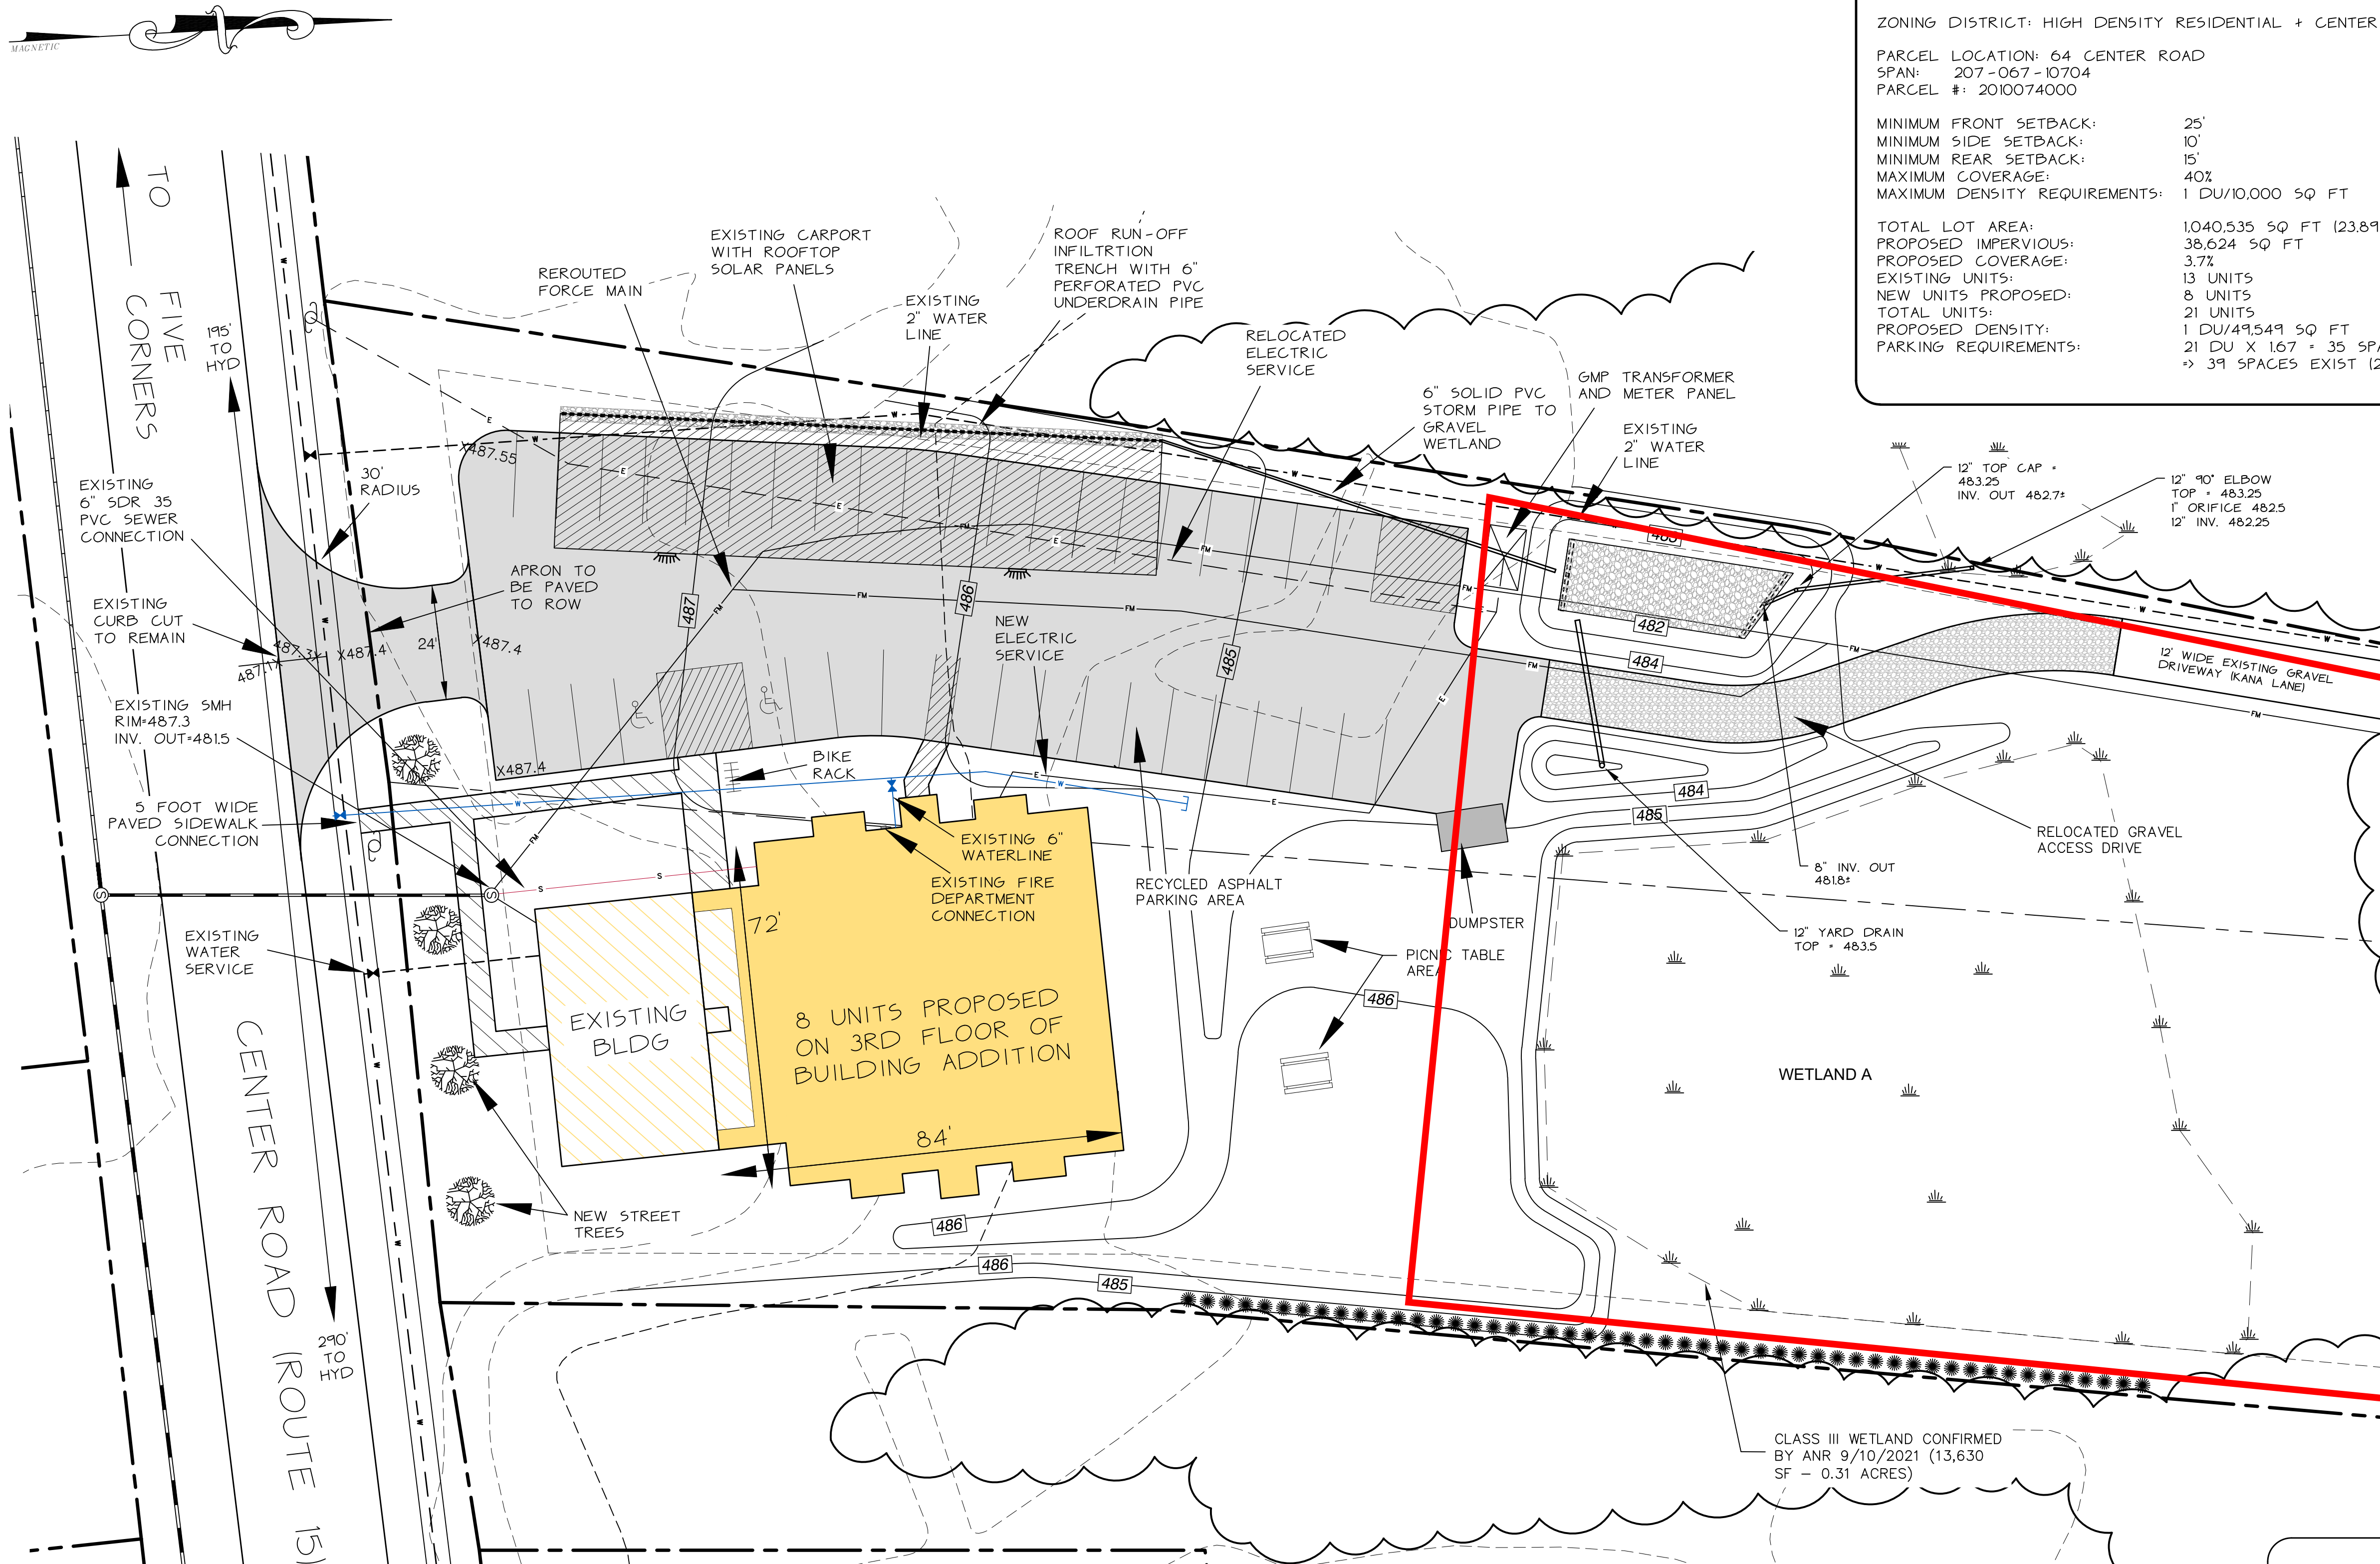 MAGNETIC
N
ZONING DISTRICT: HIGH DENSITY RESIDENTIAL + CENTER
PARCEL LOCATION: 64 CENTER ROAD
SPAN: 207-067-10704
PARCEL #: 2010074000
MINIMUM FRONT SETBACK: 25'
MINIMUM SIDE SETBACK: 10'
MINIMUM REAR SETBACK: 15'
MAXIMUM COVERAGE: 40%
MAXIMUM DENSITY REQUIREMENTS: 1 DU/10,000 SQ FT
TOTAL LOT AREA: 1,040,535 SQ FT (23.89
PROPOSED IMPERVIOUS: 38,624 SQ FT
PROPOSED COVERAGE: 3.7%
EXISTING UNITS: 13 UNITS
NEW UNITS PROPOSED: 8 UNITS
TOTAL UNITS: 21 UNITS
PROPOSED DENSITY: 1 DU/49,549 SQ FT
PARKING REQUIREMENTS: 21 DU X 1.67 = 35 SPA
=> 39 SPACES EXIST (2
TO
FIVE
CORNERS
195'
TO
HYD
REROUTED
FORCE MAIN
EXISTING CARPORT
WITH ROOFTOP
SOLAR PANELS
EXISTING
2" WATER
LINE
ROOF RUN-OFF
INFILTRTION
TRENCH WITH 6"
PERFORATED PVC
UNDERDRAIN PIPE
RELOCATED
ELECTRIC
SERVICE
6" SOLID PVC
STORM PIPE TO
GRAVEL
WETLAND
GMP TRANSFORMER
AND METER PANEL
EXISTING
2" WATER
LINE
12" TOP CAP =
483.25
INV. OUT 482.7±
12" 90° ELBOW
TOP = 483.25
1" ORIFICE 482.5
12" INV. 482.25
EXISTING
6" SDR 35
PVC SEWER
CONNECTION
30'
RADIUS
X487.55
APRON TO
BE PAVED
TO ROW
EXISTING
CURB CUT
TO REMAIN
487.1X
487.3X
X487.4
24'
X487.4
487
486
485
483
482
484
NEW
ELECTRIC
SERVICE
12' WIDE EXISTING GRAVEL
DRIVEWAY (KANA LANE)
EXISTING SMH
RIM=487.3
INV. OUT=481.5
X487.4
BIKE
RACK
484
485
5 FOOT WIDE
PAVED SIDEWALK
CONNECTION
EXISTING 6"
WATERLINE
EXISTING FIRE
DEPARTMENT
CONNECTION
RECYCLED ASPHALT
PARKING AREA
RELOCATED GRAVEL
ACCESS DRIVE
8" INV. OUT
481.8±
DUMPSTER
12" YARD DRAIN
TOP = 483.5
72'
EXISTING
WATER
SERVICE
PICNIC TABLE
AREA
486
EXISTING
BLDG
8 UNITS PROPOSED
ON 3RD FLOOR OF
BUILDING ADDITION
84'
WETLAND A
CENTER ROAD (ROUTE 15)
NEW STREET
TREES
486
486
485
290'
TO
HYD
CLASS III WETLAND CONFIRMED
BY ANR 9/10/2021 (13,630
SF – 0.31 ACRES)